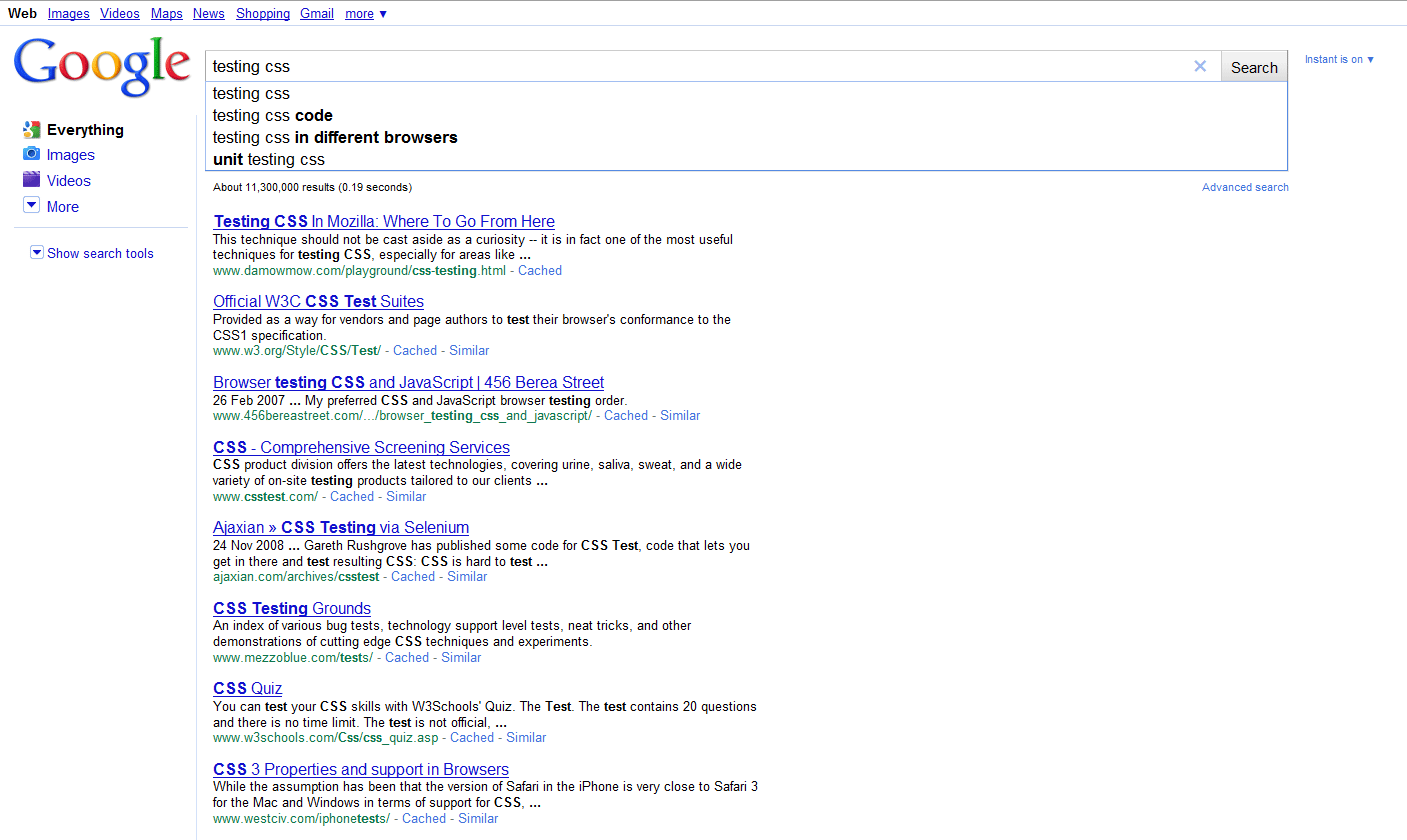 Web Images Videos Maps News Shopping Gmail more ▼
Google
testing css
Search
Instant is on ▼
testing css
testing css code
testing css in different browsers
unit testing css
Everything
Images
Videos
More
Show search tools
About 11,300,000 results (0.19 seconds)
Advanced search
Testing CSS In Mozilla: Where To Go From Here
This technique should not be cast aside as a curiosity -- it is in fact one of the most useful
techniques for testing CSS, especially for areas like ...
www.damowmow.com/playground/css-testing.html - Cached
Official W3C CSS Test Suites
Provided as a way for vendors and page authors to test their browser's conformance to the
CSS1 specification.
www.w3.org/Style/CSS/Test/ - Cached - Similar
Browser testing CSS and JavaScript | 456 Berea Street
26 Feb 2007 ... My preferred CSS and JavaScript browser testing order.
www.456bereastreet.com/.../browser_testing_css_and_javascript/ - Cached - Similar
CSS - Comprehensive Screening Services
CSS product division offers the latest technologies, covering urine, saliva, sweat, and a wide
variety of on-site testing products tailored to our clients ...
www.csstest.com/ - Cached - Similar
Ajaxian » CSS Testing via Selenium
24 Nov 2008 ... Gareth Rushgrove has published some code for CSS Test, code that lets you
get in there and test resulting CSS: CSS is hard to test ...
ajaxian.com/archives/csstest - Cached - Similar
CSS Testing Grounds
An index of various bug tests, technology support level tests, neat tricks, and other
demonstrations of cutting edge CSS techniques and experiments.
www.mezzoblue.com/tests/ - Cached - Similar
CSS Quiz
You can test your CSS skills with W3Schools' Quiz. The Test. The test contains 20 questions
and there is no time limit. The test is not official, ...
www.w3schools.com/Css/css_quiz.asp - Cached - Similar
CSS 3 Properties and support in Browsers
While the assumption has been that the version of Safari in the iPhone is very close to Safari 3
for the Mac and Windows in terms of support for CSS, ...
www.westciv.com/iphonetests/ - Cached - Similar